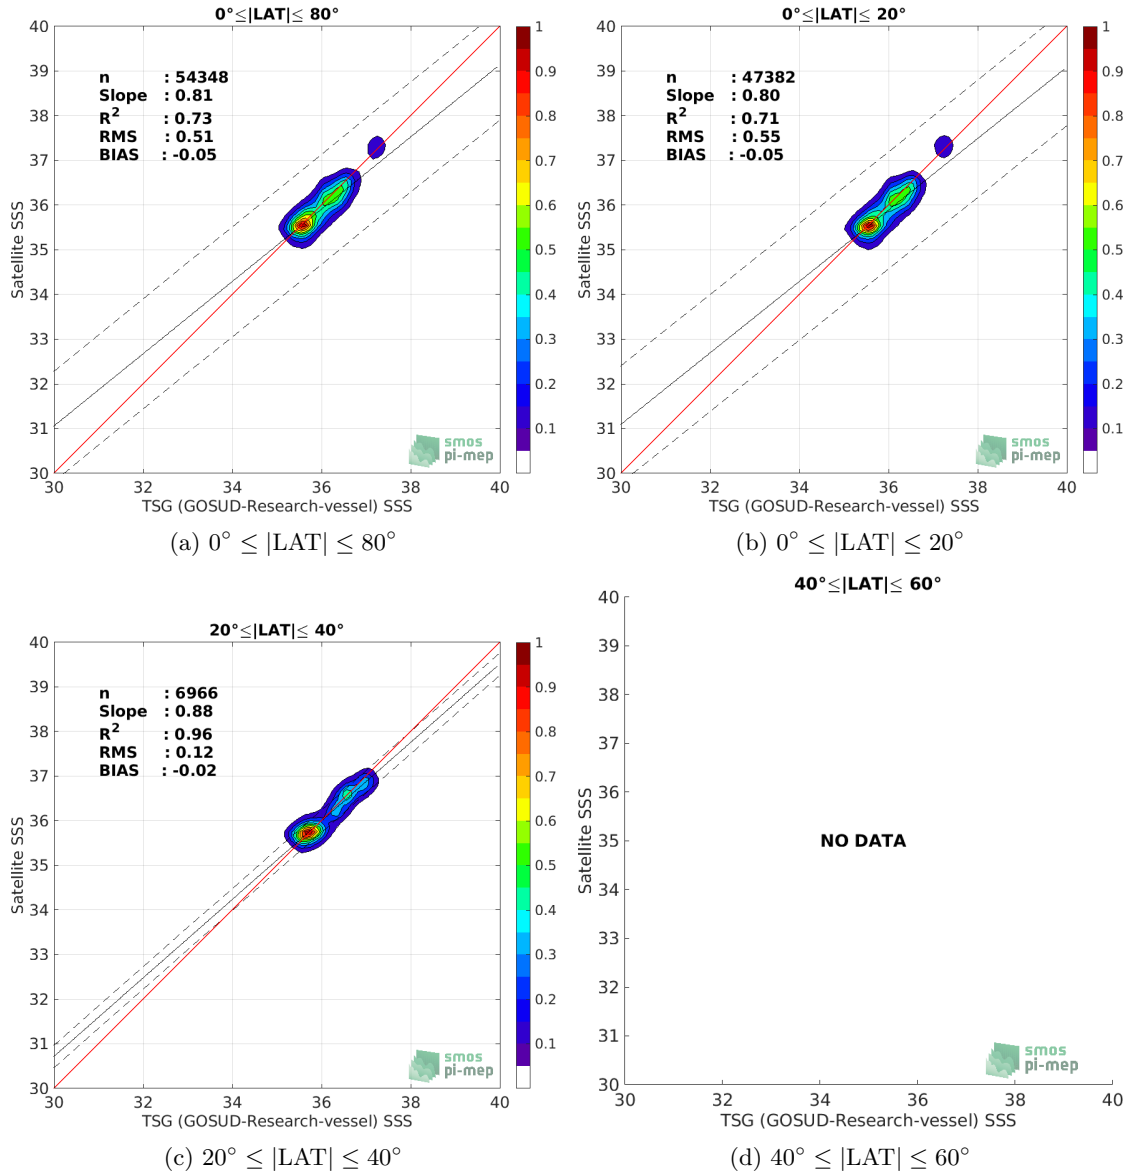 0°≤|LAT|≤ 80°
n : 54348
Slope : 0.81
R² : 0.73
RMS : 0.51
BIAS : -0.05
40
39
38
37
36
35
34
33
32
31
30
30 32 34 36 38 40
Satellite SSS
TSG (GOSUD-Research-vessel) SSS
smos
pi-mep
1
0.9
0.8
0.7
0.6
0.5
0.4
0.3
0.2
0.1
(a) 0° ≤ |LAT| ≤ 80°
0°≤|LAT|≤ 20°
n : 47382
Slope : 0.80
R² : 0.71
RMS : 0.55
BIAS : -0.05
40
39
38
37
36
35
34
33
32
31
30
30 32 34 36 38 40
Satellite SSS
TSG (GOSUD-Research-vessel) SSS
smos
pi-mep
1
0.9
0.8
0.7
0.6
0.5
0.4
0.3
0.2
0.1
(b) 0° ≤ |LAT| ≤ 20°
20°≤|LAT|≤ 40°
n : 6966
Slope : 0.88
R² : 0.96
RMS : 0.12
BIAS : -0.02
40
39
38
37
36
35
34
33
32
31
30
30 32 34 36 38 40
Satellite SSS
TSG (GOSUD-Research-vessel) SSS
smos
pi-mep
1
0.9
0.8
0.7
0.6
0.5
0.4
0.3
0.2
0.1
(c) 20° ≤ |LAT| ≤ 40°
40°≤|LAT|≤ 60°
40
39
38
37
36
35
34
33
32
31
30
30 32 34 36 38 40
Satellite SSS
NO DATA
TSG (GOSUD-Research-vessel) SSS
smos
pi-mep
(d) 40° ≤ |LAT| ≤ 60°